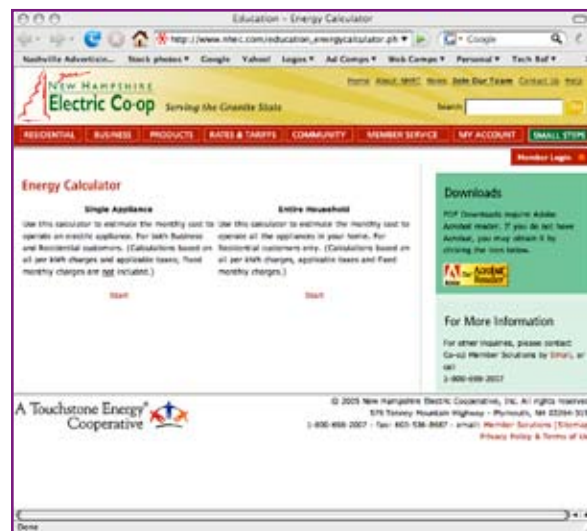 Education – Energy Calculator
http://www.nhec.com/education_energycalculator.ph
Google
Nashville Advertisin... Stock photos Google Yahoo! Logos Ad Comps Web Comps Personal Tech Ref
NEW HAMPSHIRE
Electric Co-op Serving the Granite State
Home About NHEC News Join Our Team Contact Us Help
Search
RESIDENTIAL BUSINESS PRODUCTS RATES & TARIFFS COMMUNITY MEMBER SERVICE MY ACCOUNT SMALL STEPS
Member Login
Energy Calculator
Single Appliance
Use this calculator to estimate the monthly cost to
operate an electric appliance. For both Business
and Residential customers. (Calculations based on
all per kWh charges and applicable taxes; fixed
monthly charges are not included.)
Start
Entire Household
Use this calculator to estimate the monthly cost to
operate all the appliances in your home. For
Residential customers only. (Calculations based on
all per kWh charges, applicable taxes and fixed
monthly charges.)
Start
Downloads
PDF Downloads require Adobe
Acrobat reader. If you do not have
Acrobat, you may obtain it by
clicking the icon below.
Get Acrobat
Reader
For More Information
For other inquiries, please contact
Co-op Member Solutions by Email, or
call
1-800-698-2007
A Touchstone Energy®
Cooperative
© 2005 New Hampshire Electric Cooperative, Inc. All rights reserve
579 Tenney Mountain Highway - Plymouth, NH 03264-
1-800-698-2007 - fax: 603-536-8687 - email: Member Solutions [Sitemap
Privacy Policy & Terms of Us
Done